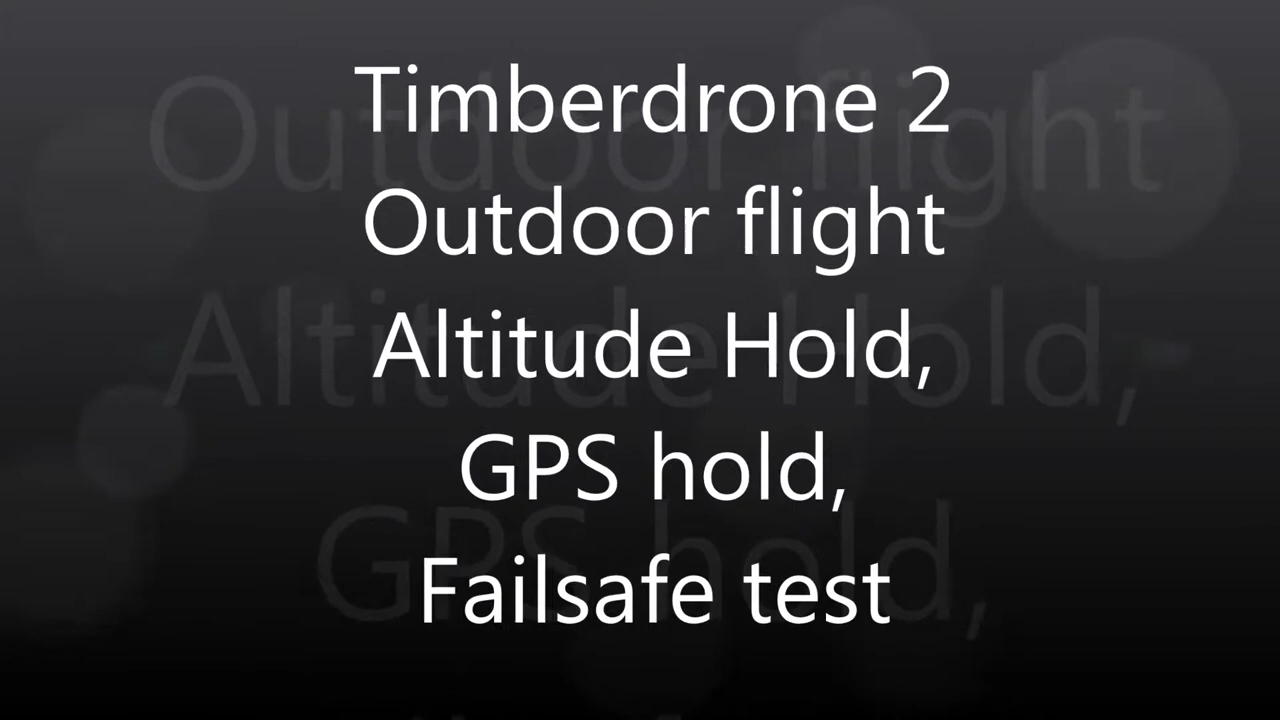 Timberdrone 2
Outdoor flight
Altitude Hold,
GPS hold,
Failsafe test